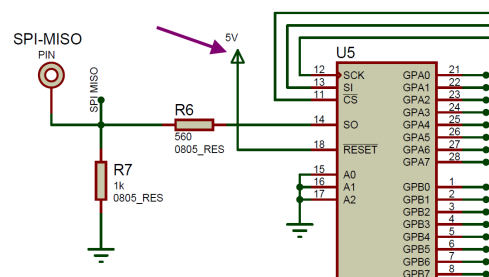 SPI-MISO
PIN
SPI MISO
5V
R6
560
0805_RES
R7
1k
0805_RES
U5
12 SCK GPA0 21
13 SI GPA1 22
11 CS GPA2 23
GPA3 24
14 SO GPA4 25
GPA5 26
18 RESET GPA6 27
GPA7 28
15 A0
16 A1 GPB0 1
17 A2 GPB1 2
GPB2 3
GPB3 4
GPB4 5
GPB5 6
GPB6 7
GPB7 8